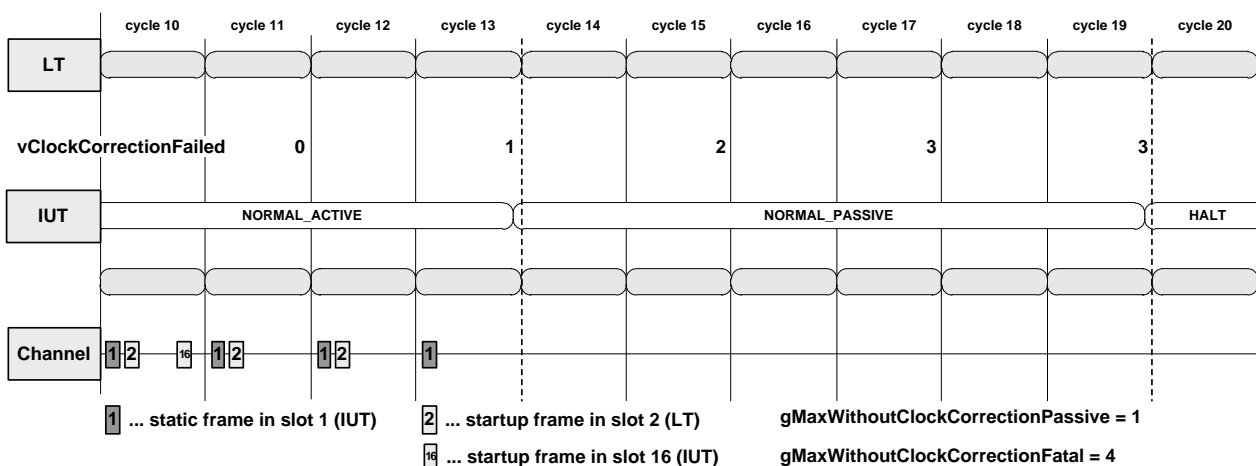 cycle 10 cycle 11 cycle 12 cycle 13 cycle 14 cycle 15 cycle 16 cycle 17 cycle 18 cycle 19 cycle 20
LT
vClockCorrectionFailed 0 1 2 3 3
IUT NORMAL_ACTIVE NORMAL_PASSIVE HALT
Channel 1 2 16 1 2 1 2 1
1 ... static frame in slot 1 (IUT) 2 ... startup frame in slot 2 (LT) gMaxWithoutClockCorrectionPassive = 1
16 ... startup frame in slot 16 (IUT) gMaxWithoutClockCorrectionFatal = 4